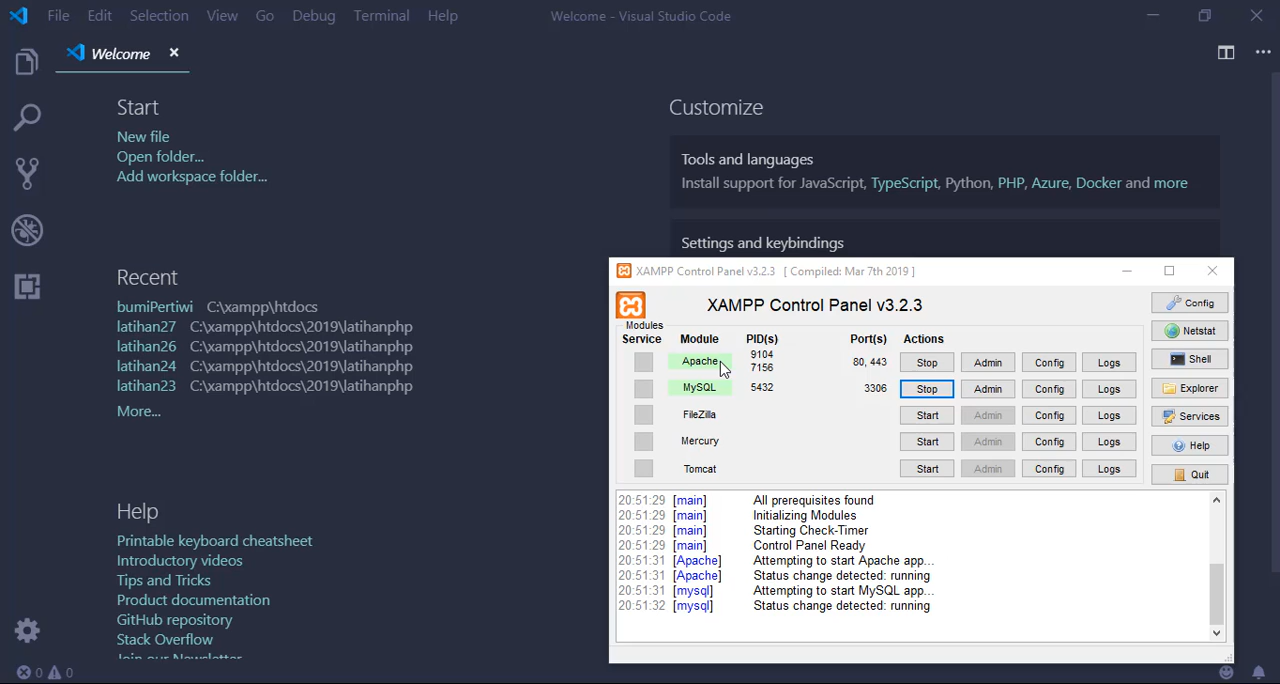 File Edit Selection View Go Debug Terminal Help Welcome - Visual Studio Code
Welcome
Start
New file
Open folder...
Add workspace folder...
Recent
bumiPertiwi C:\xampp\htdocs
latihan27 C:\xampp\htdocs\2019\latihanphp
latihan26 C:\xampp\htdocs\2019\latihanphp
latihan24 C:\xampp\htdocs\2019\latihanphp
latihan23 C:\xampp\htdocs\2019\latihanphp
More...
Help
Printable keyboard cheatsheet
Introductory videos
Tips and Tricks
Product documentation
GitHub repository
Stack Overflow
Join our Newsletter
Customize
Tools and languages
Install support for JavaScript, TypeScript, Python, PHP, Azure, Docker and more
Settings and keybindings
XAMPP Control Panel v3.2.3 [ Compiled: Mar 7th 2019 ]
XAMPP Control Panel v3.2.3
Modules
Service Module PID(s) Port(s) Actions
Apache 9104 7156 80, 443 Stop Admin Config Logs
MySQL 5432 3306 Stop Admin Config Logs
FileZilla Start Admin Config Logs
Mercury Start Admin Config Logs
Tomcat Start Admin Config Logs
Config
Netstat
Shell
Explorer
Services
Help
Quit
20:51:29 [main] All prerequisites found
20:51:29 [main] Initializing Modules
20:51:29 [main] Starting Check-Timer
20:51:29 [main] Control Panel Ready
20:51:31 [Apache] Attempting to start Apache app...
20:51:31 [Apache] Status change detected: running
20:51:31 [mysql] Attempting to start MySQL app...
20:51:32 [mysql] Status change detected: running
0 0